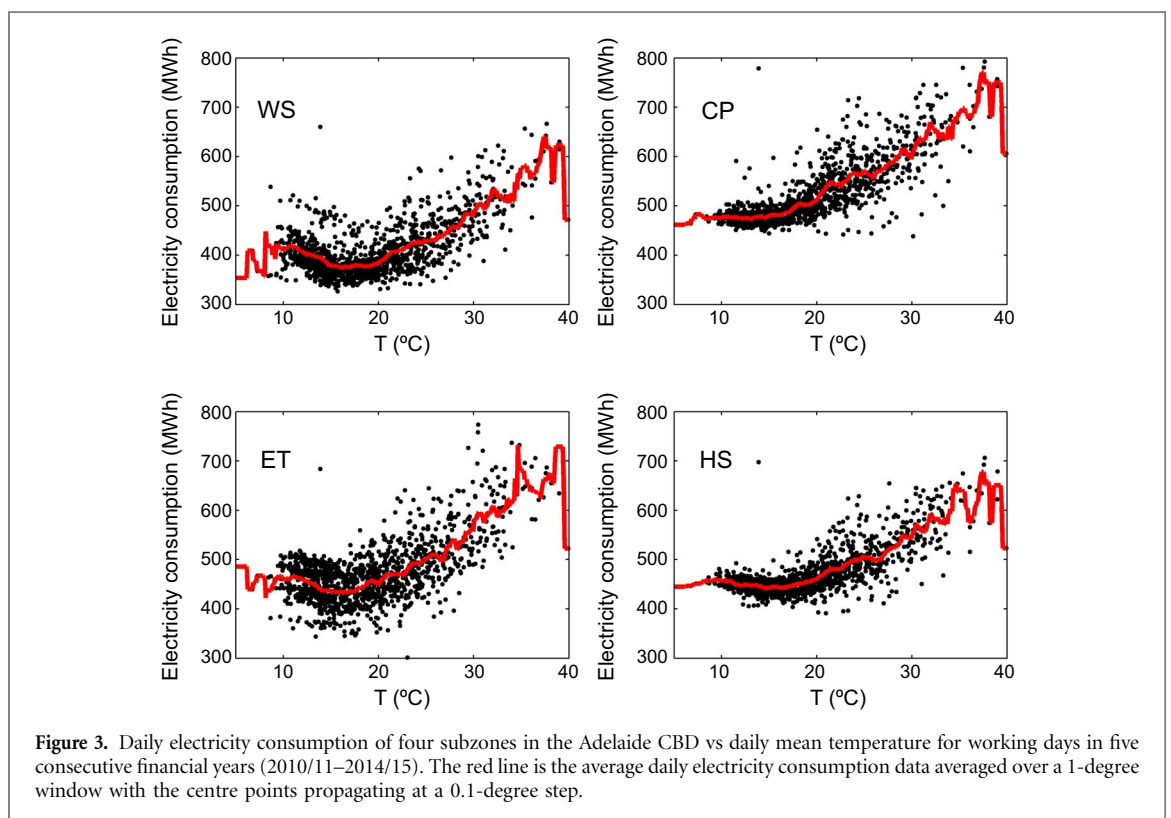 800
700
600
500
400
300
Electricity consumption (MWh)
WS
10
20
30
40
T (ºC)
800
700
600
500
400
300
Electricity consumption (MWh)
CP
10
20
30
40
T (ºC)
800
700
600
500
400
300
Electricity consumption (MWh)
ET
10
20
30
40
T (ºC)
800
700
600
500
400
300
Electricity consumption (MWh)
HS
10
20
30
40
T (ºC)
Figure 3. Daily electricity consumption of four subzones in the Adelaide CBD vs daily mean temperature for working days in five
consecutive financial years (2010/11–2014/15). The red line is the average daily electricity consumption data averaged over a 1-degree
window with the centre points propagating at a 0.1-degree step.